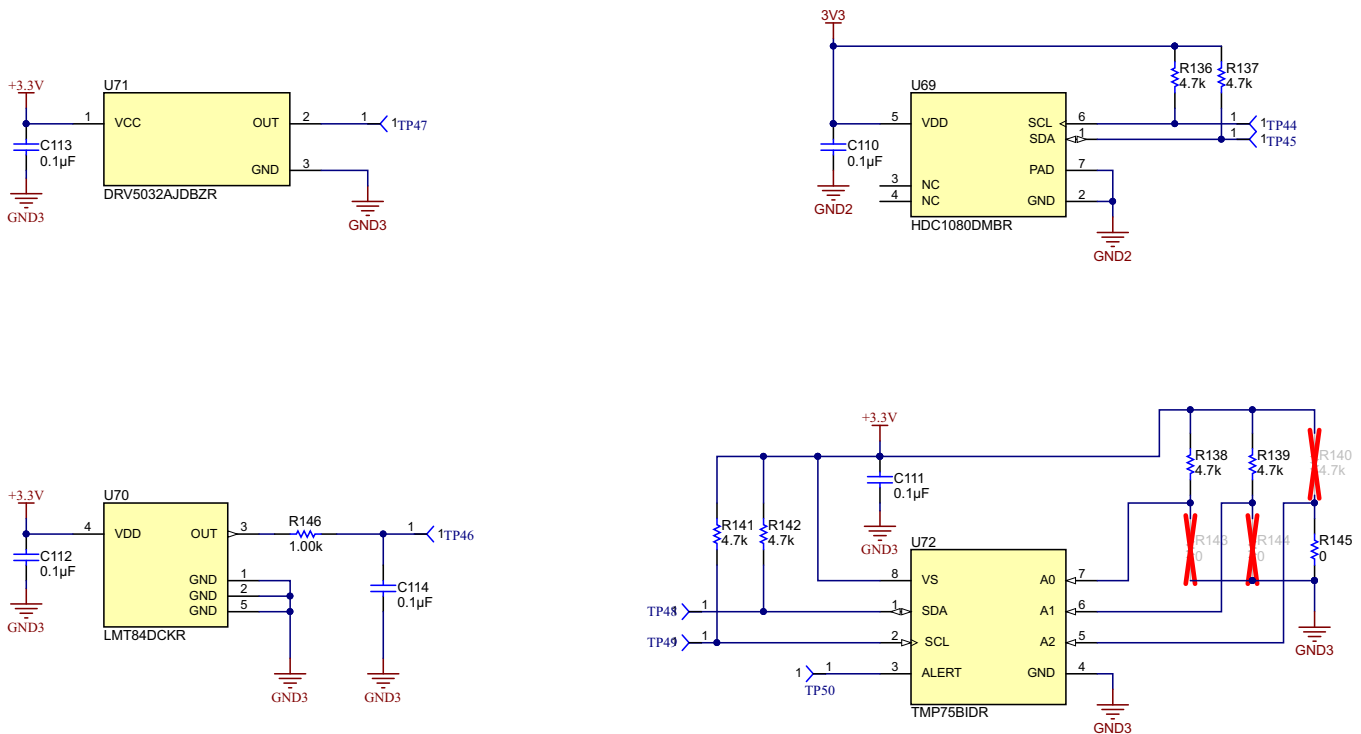 +3.3V
U71
1
VCC
OUT
2
1
1
TP47
C113
0.1µF
GND
3
GND3
DRV5032AJDBZR
GND3
3V3
R136
4.7k
R137
4.7k
U69
5
VDD
SCL
6
1
1
TP44
SDA
1
1
1
TP45
C110
0.1µF
PAD
7
3
NC
4
NC
GND
2
GND2
HDC1080DMBR
GND2
+3.3V
U70
4
VDD
OUT
3
R146
1.00k
1
1
TP46
C112
0.1µF
C114
0.1µF
GND
1
GND
2
GND
5
GND3
LMT84DCKR
GND3
GND3
+3.3V
R138
4.7k
R139
4.7k
R140
4.7k
C111
0.1µF
R141
4.7k
R142
4.7k
GND3
R143
0
R144
0
R145
0
U72
8
VS
A0
7
TP48
1
1
1
SDA
A1
6
TP49
1
1
2
SCL
A2
5
GND3
1
1
TP50
3
ALERT
GND
4
TMP75BIDR
GND3